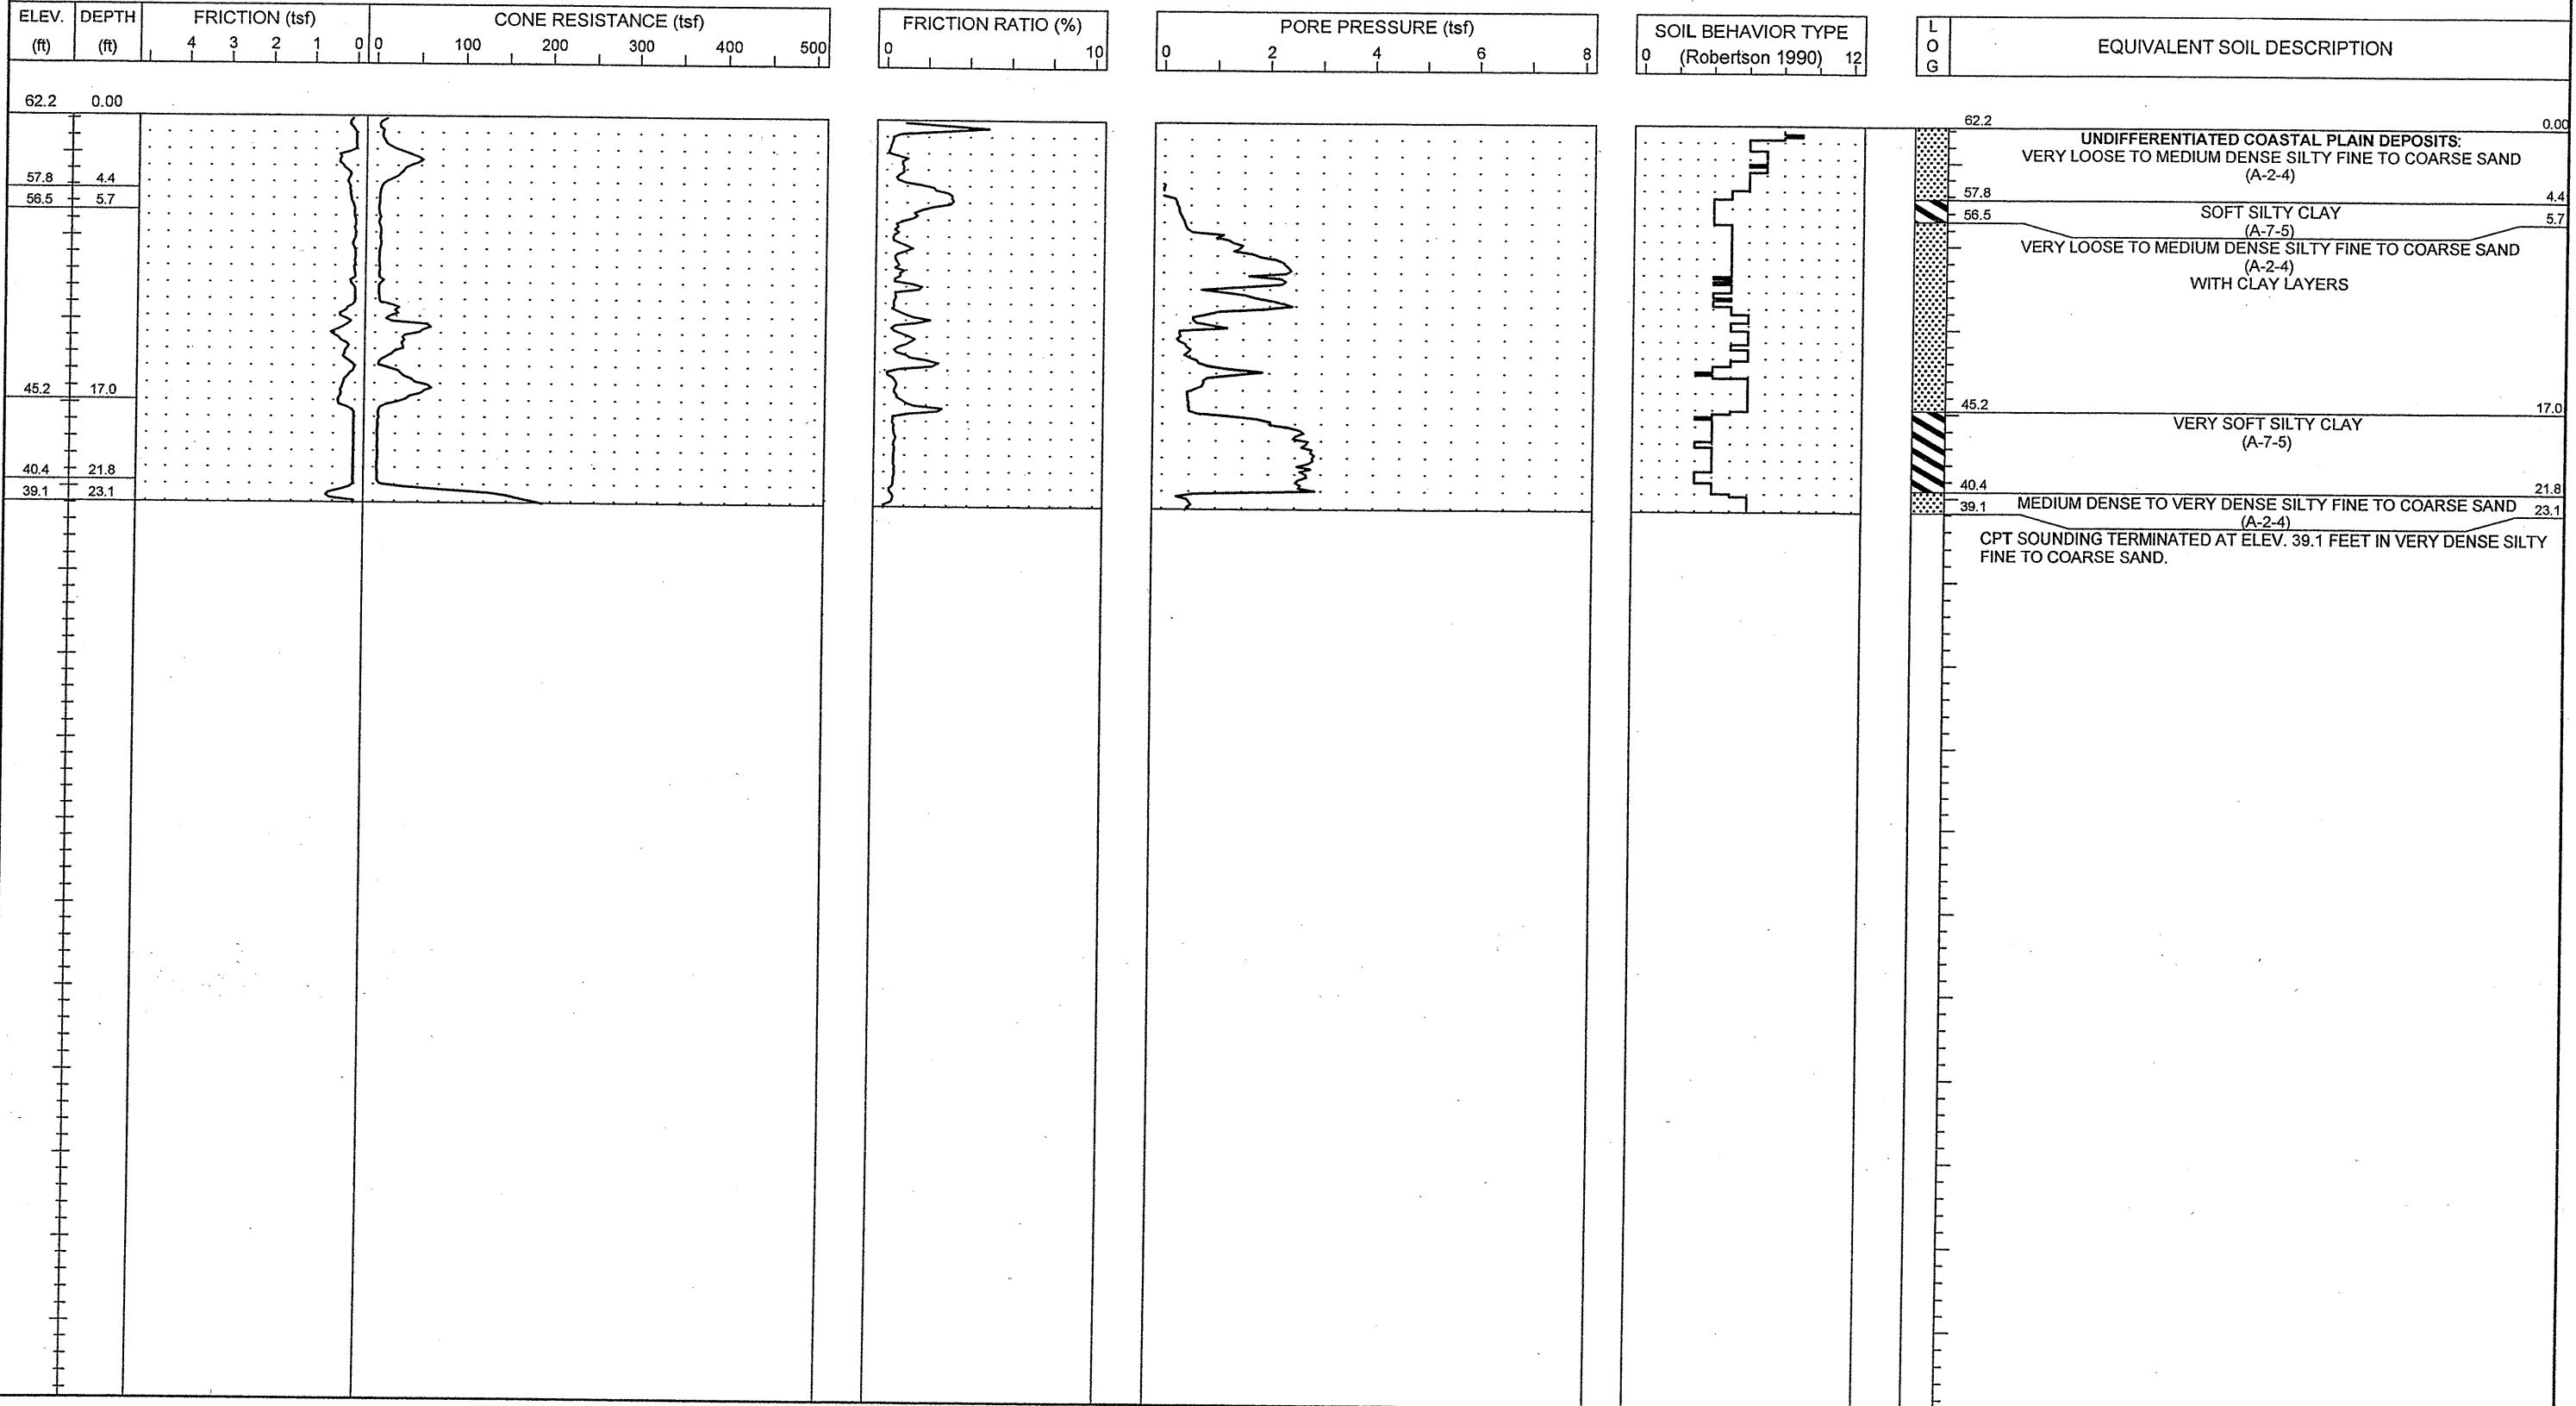 ELEV. (ft)
DEPTH (ft)
FRICTION (tsf)
4 3 2 1 0
CONE RESISTANCE (tsf)
0 100 200 300 400 500
FRICTION RATIO (%)
0 10
PORE PRESSURE (tsf)
0 2 4 6 8
SOIL BEHAVIOR TYPE
(Robertson 1990)
0 12
LOG
EQUIVALENT SOIL DESCRIPTION
62.2 0.00
57.8 4.4
56.5 5.7
45.2 17.0
40.4 21.8
39.1 23.1
62.2 0.00
UNDIFFERENTIATED COASTAL PLAIN DEPOSITS:
VERY LOOSE TO MEDIUM DENSE SILTY FINE TO COARSE SAND
(A-2-4)
57.8 4.4
SOFT SILTY CLAY
56.5 5.7
(A-7-5)
VERY LOOSE TO MEDIUM DENSE SILTY FINE TO COARSE SAND
(A-2-4)
WITH CLAY LAYERS
45.2 17.0
VERY SOFT SILTY CLAY
(A-7-5)
40.4 21.8
MEDIUM DENSE TO VERY DENSE SILTY FINE TO COARSE SAND
39.1 23.1
(A-2-4)
CPT SOUNDING TERMINATED AT ELEV. 39.1 FEET IN VERY DENSE SILTY
FINE TO COARSE SAND.